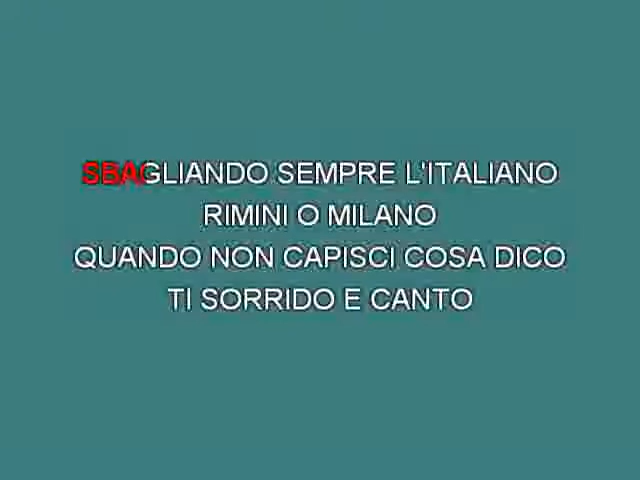 SBAGLIANDO SEMPRE L'ITALIANO
RIMINI O MILANO
QUANDO NON CAPISCI COSA DICO
TI SORRIDO E CANTO